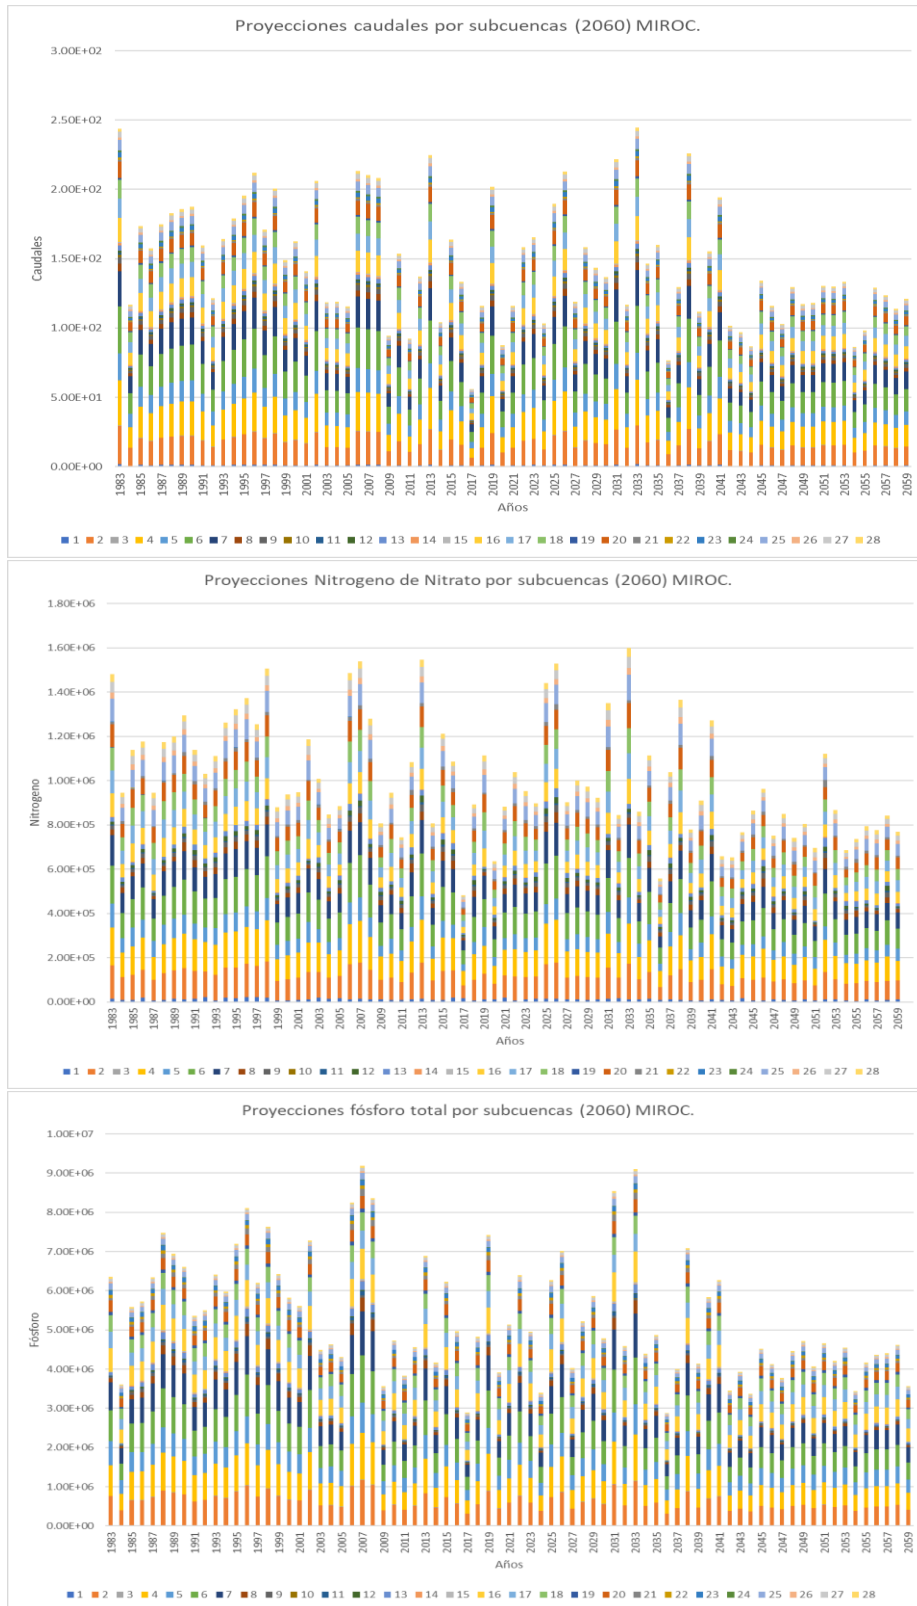 Proyecciones caudales por subcuencas (2060) MIROC.
3.00E+02
2.50E+02
2.00E+02
1.50E+02
1.00E+02
5.00E+01
0.00E+00
Caudales
1983 1985 1987 1989 1991 1993 1995 1997 1999 2001 2003 2005 2007 2009 2011 2013 2015 2017 2019 2021 2023 2025 2027 2029 2031 2033 2035 2037 2039 2041 2043 2045 2047 2049 2051 2053 2055 2057 2059
Años
1 2 3 4 5 6 7 8 9 10 11 12 13 14 15 16 17 18 19 20 21 22 23 24 25 26 27 28
Proyecciones Nitrogeno de Nitrato por subcuencas (2060) MIROC.
1.80E+06
1.60E+06
1.40E+06
1.20E+06
1.00E+06
8.00E+05
6.00E+05
4.00E+05
2.00E+05
0.00E+00
Nitrogeno
1983 1985 1987 1989 1991 1993 1995 1997 1999 2001 2003 2005 2007 2009 2011 2013 2015 2017 2019 2021 2023 2025 2027 2029 2031 2033 2035 2037 2039 2041 2043 2045 2047 2049 2051 2053 2055 2057 2059
Años
1 2 3 4 5 6 7 8 9 10 11 12 13 14 15 16 17 18 19 20 21 22 23 24 25 26 27 28
Proyecciones fósforo total por subcuencas (2060) MIROC.
1.00E+07
9.00E+06
8.00E+06
7.00E+06
6.00E+06
5.00E+06
4.00E+06
3.00E+06
2.00E+06
1.00E+06
0.00E+00
Fósforo
1983 1985 1987 1989 1991 1993 1995 1997 1999 2001 2003 2005 2007 2009 2011 2013 2015 2017 2019 2021 2023 2025 2027 2029 2031 2033 2035 2037 2039 2041 2043 2045 2047 2049 2051 2053 2055 2057 2059
Años
1 2 3 4 5 6 7 8 9 10 11 12 13 14 15 16 17 18 19 20 21 22 23 24 25 26 27 28